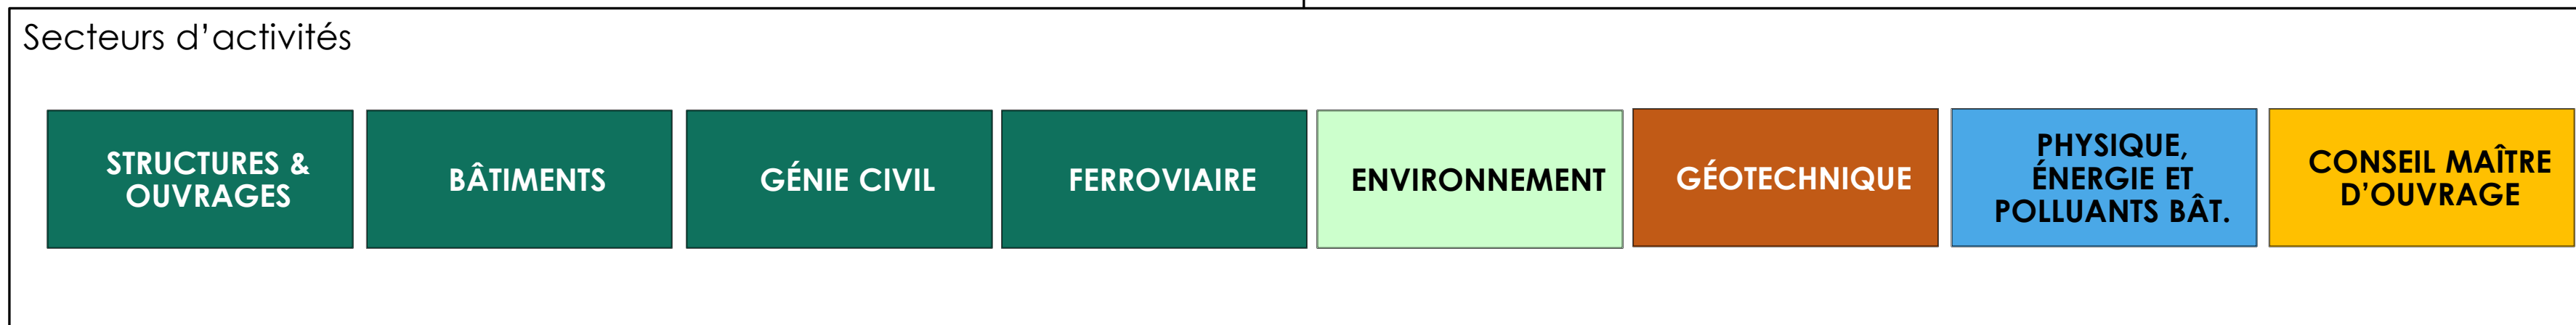 Secteurs d’activités
STRUCTURES &
OUVRAGES
BÂTIMENTS
GÉNIE CIVIL
FERROVIAIRE
ENVIRONNEMENT
GÉOTECHNIQUE
PHYSIQUE,
ÉNERGIE ET
POLLUANTS BÂT.
CONSEIL MAÎTRE
D’OUVRAGE